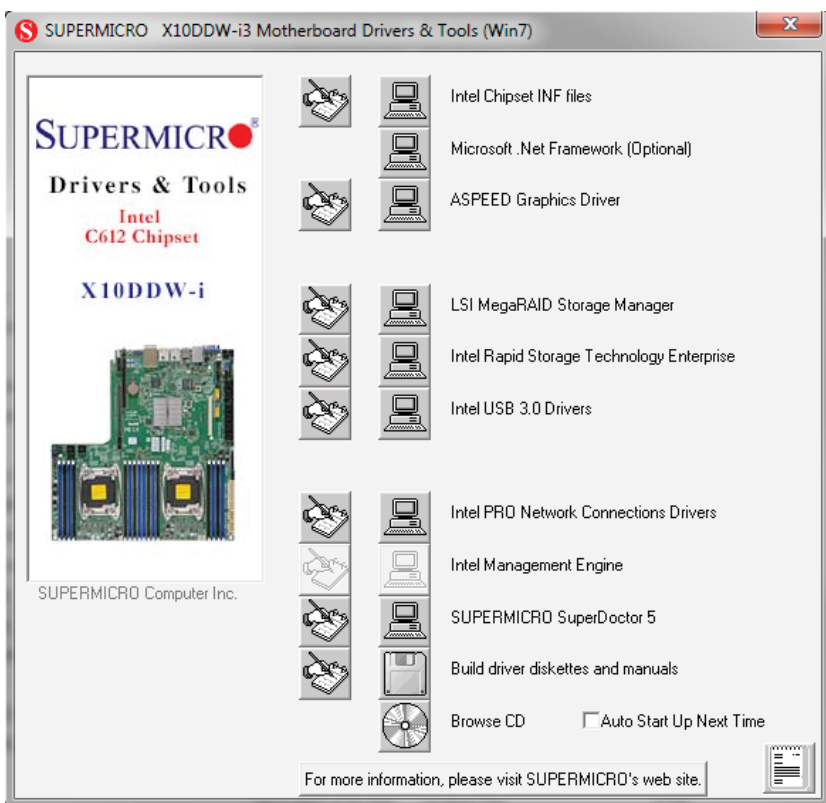 SUPERMICRO X10DDW-i3 Motherboard Drivers & Tools (Win7)
SUPERMICRO®
Drivers & Tools
Intel
C612 Chipset
X10DDW-i
SUPERMICRO Computer Inc.
Intel Chipset INF files
Microsoft .Net Framework (Optional)
ASPEED Graphics Driver
LSI MegaRAID Storage Manager
Intel Rapid Storage Technology Enterprise
Intel USB 3.0 Drivers
Intel PRO Network Connections Drivers
Intel Management Engine
SUPERMICRO SuperDoctor 5
Build driver diskettes and manuals
Browse CD
Auto Start Up Next Time
For more information, please visit SUPERMICRO's web site.